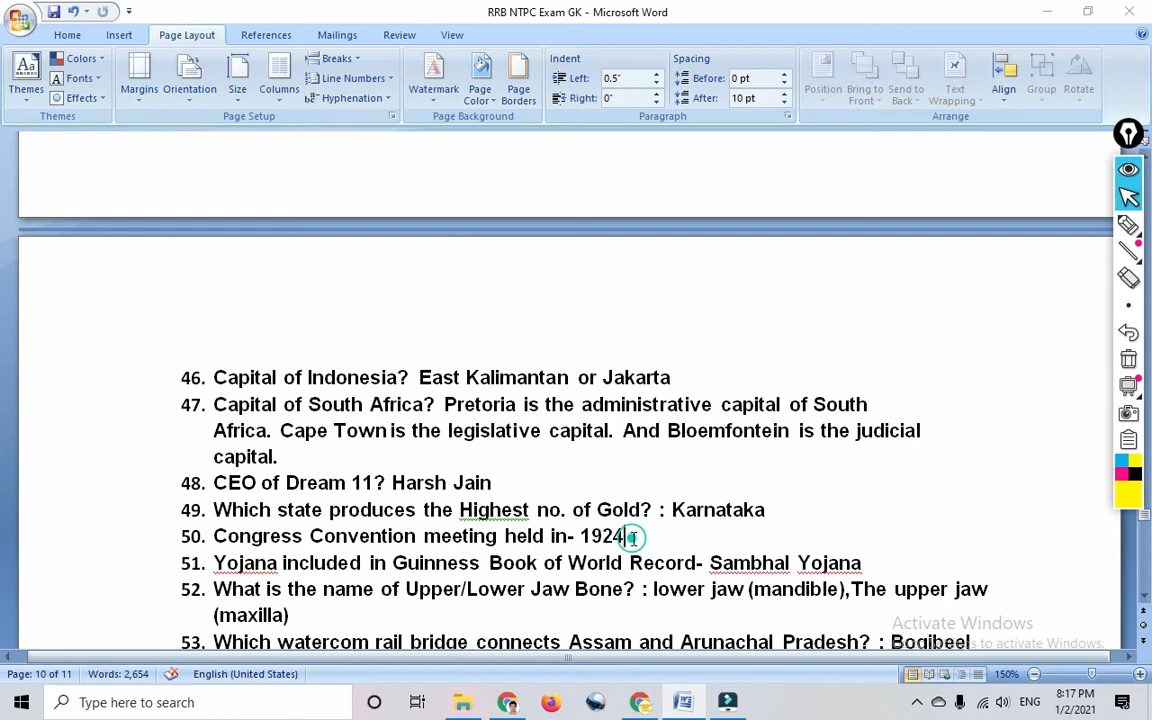 RRB NTPC Exam GK - Microsoft Word
Home Insert Page Layout References Mailings Review View
Themes
Colors
Fonts
Effects
Themes
Margins Orientation Size Columns
Breaks
Line Numbers
Hyphenation
Page Setup
Watermark Page Color Page Borders
Page Background
Indent
Left: 0.5"
Right: 0"
Spacing
Before: 0 pt
After: 10 pt
Paragraph
Position Bring to Front Send to Back Text Wrapping Align Group Rotate
Arrange
46. Capital of Indonesia? East Kalimantan or Jakarta
47. Capital of South Africa? Pretoria is the administrative capital of South
Africa. Cape Town is the legislative capital. And Bloemfontein is the judicial
capital.
48. CEO of Dream 11? Harsh Jain
49. Which state produces the Highest no. of Gold? : Karnataka
50. Congress Convention meeting held in- 1924
51. Yojana included in Guinness Book of World Record- Sambhal Yojana
52. What is the name of Upper/Lower Jaw Bone? : lower jaw (mandible),The upper jaw
(maxilla)
53. Which watercom rail bridge connects Assam and Arunachal Pradesh? : Bogibeel
Activate Windows
to activate Windows.
Page: 10 of 11 Words: 2,654 English (United States) 150%
Type here to search
ENG
8:17 PM
1/2/2021